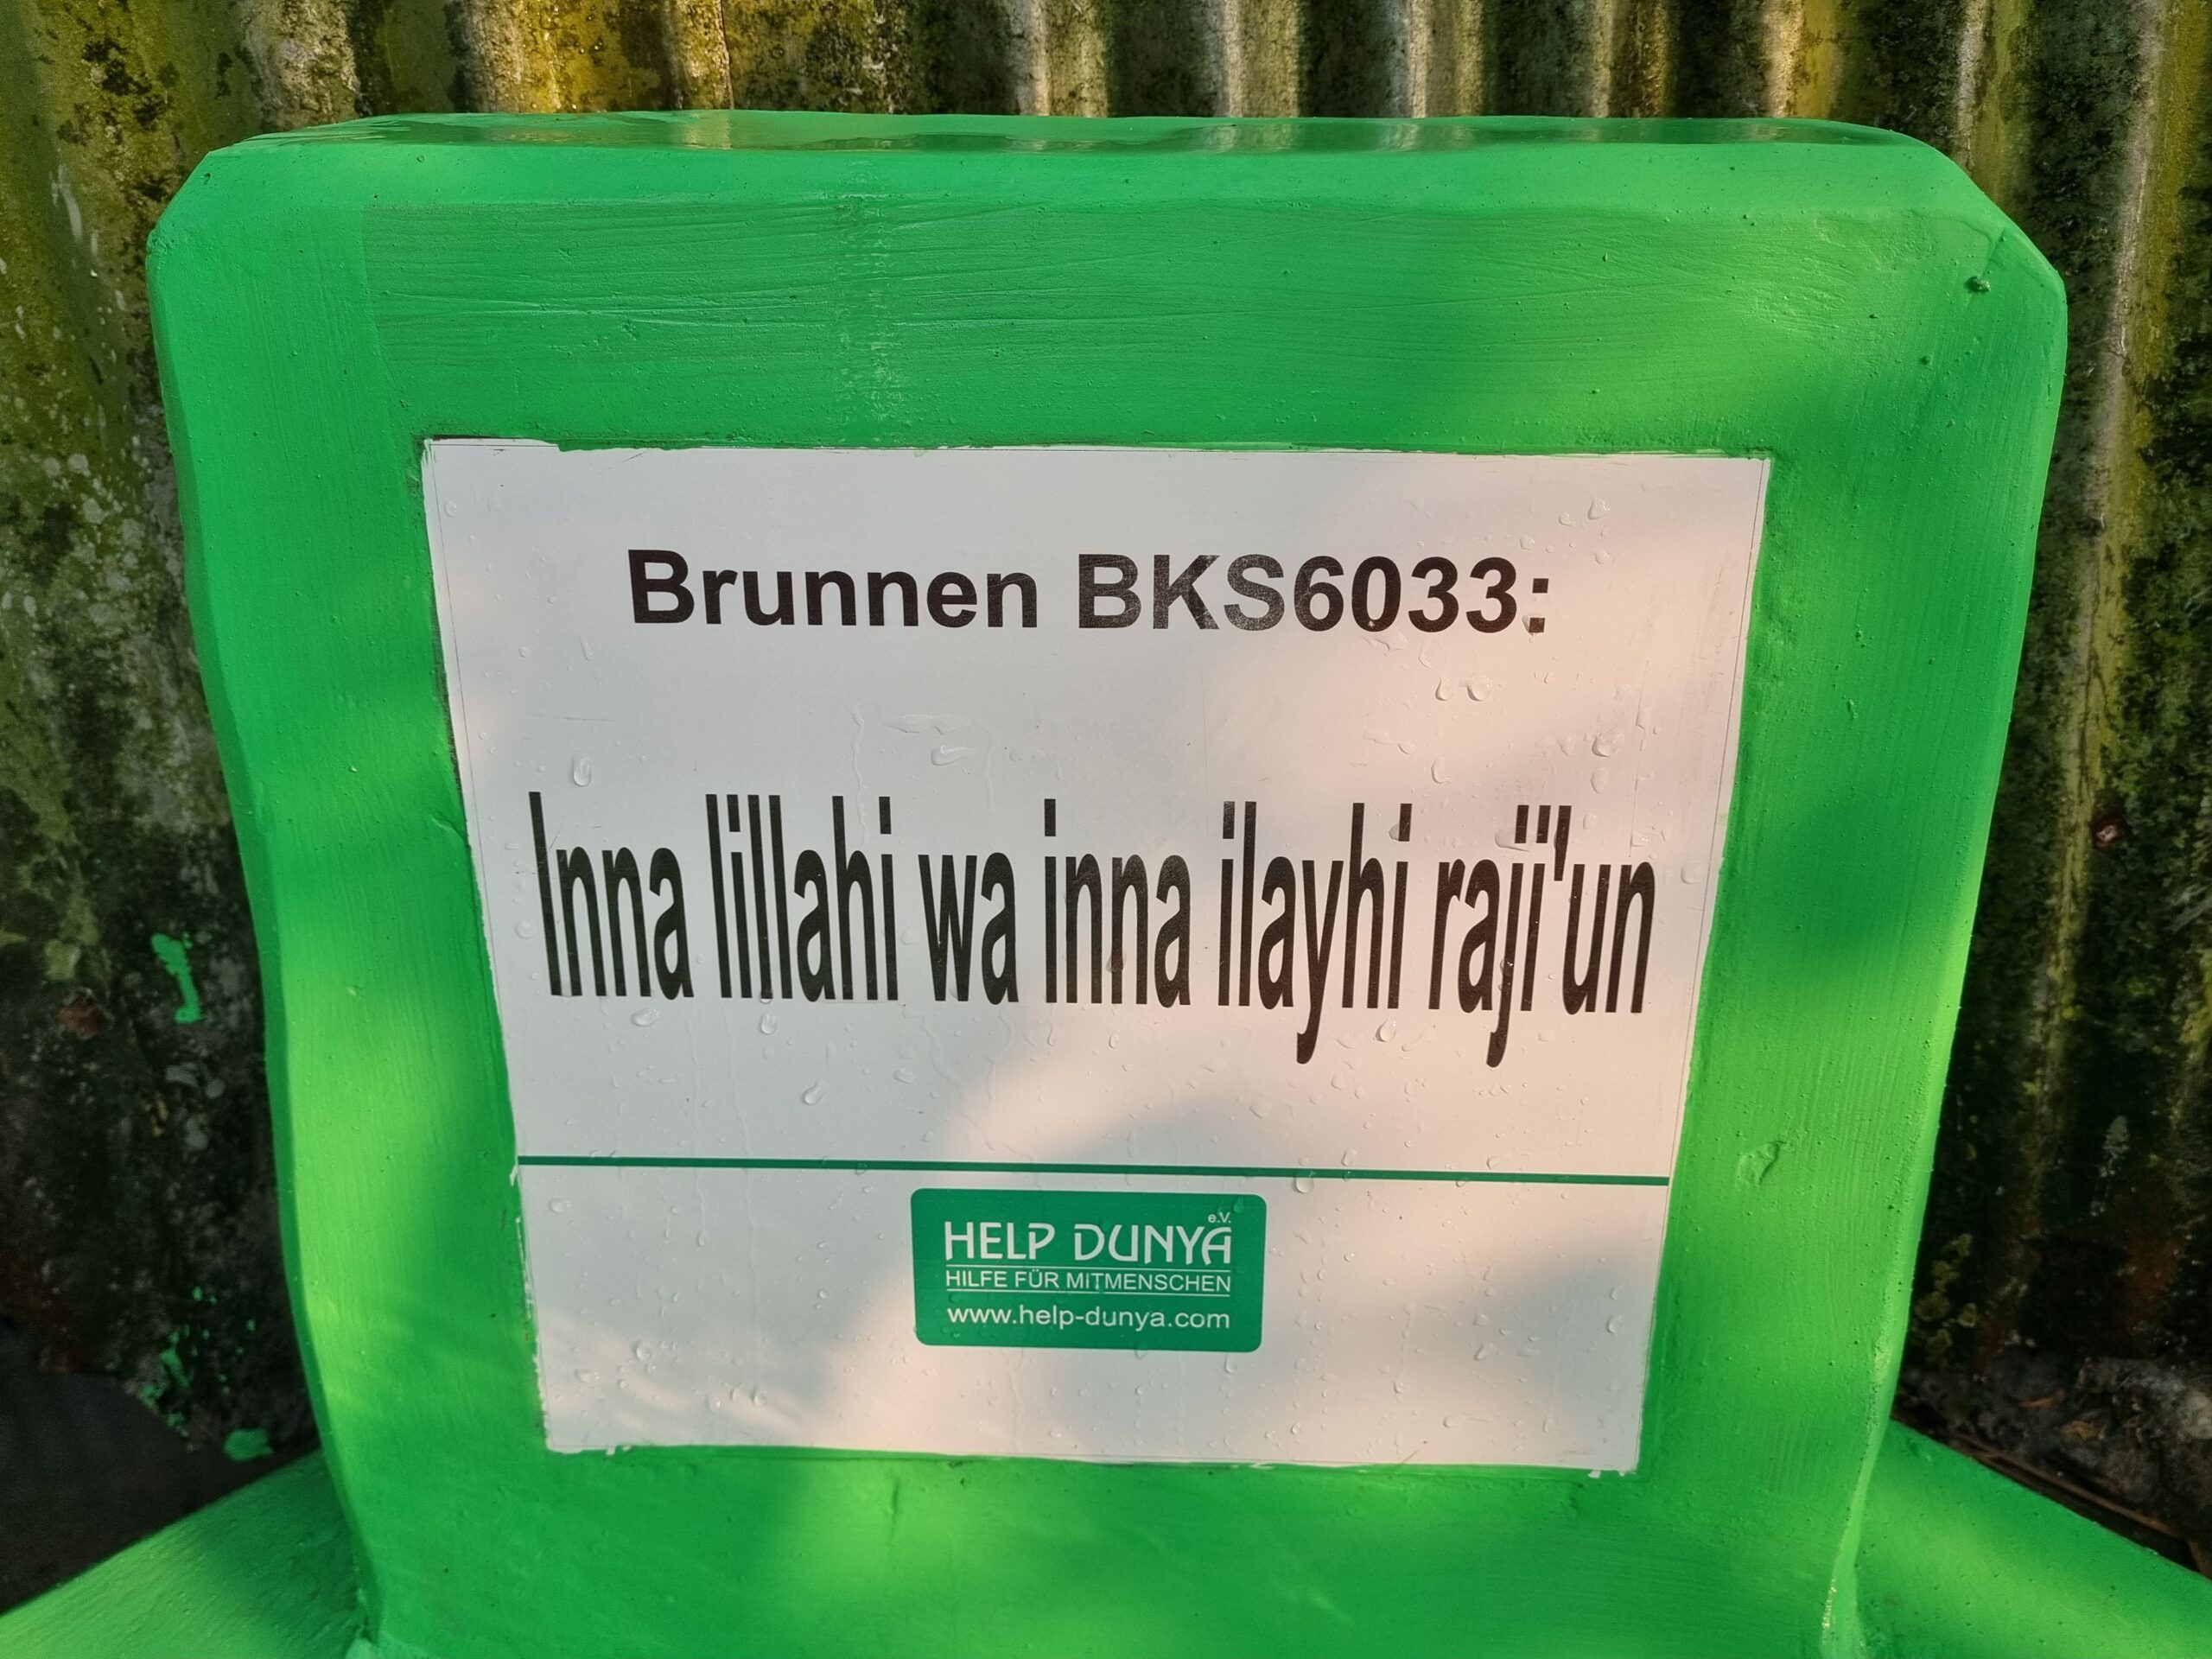 Brunnen BKS6033:
Inna lillahi wa inna ilayhi raji'un
HELP DUNYA e.V.
HILFE FÜR MITMENSCHEN
www.help-dunya.com